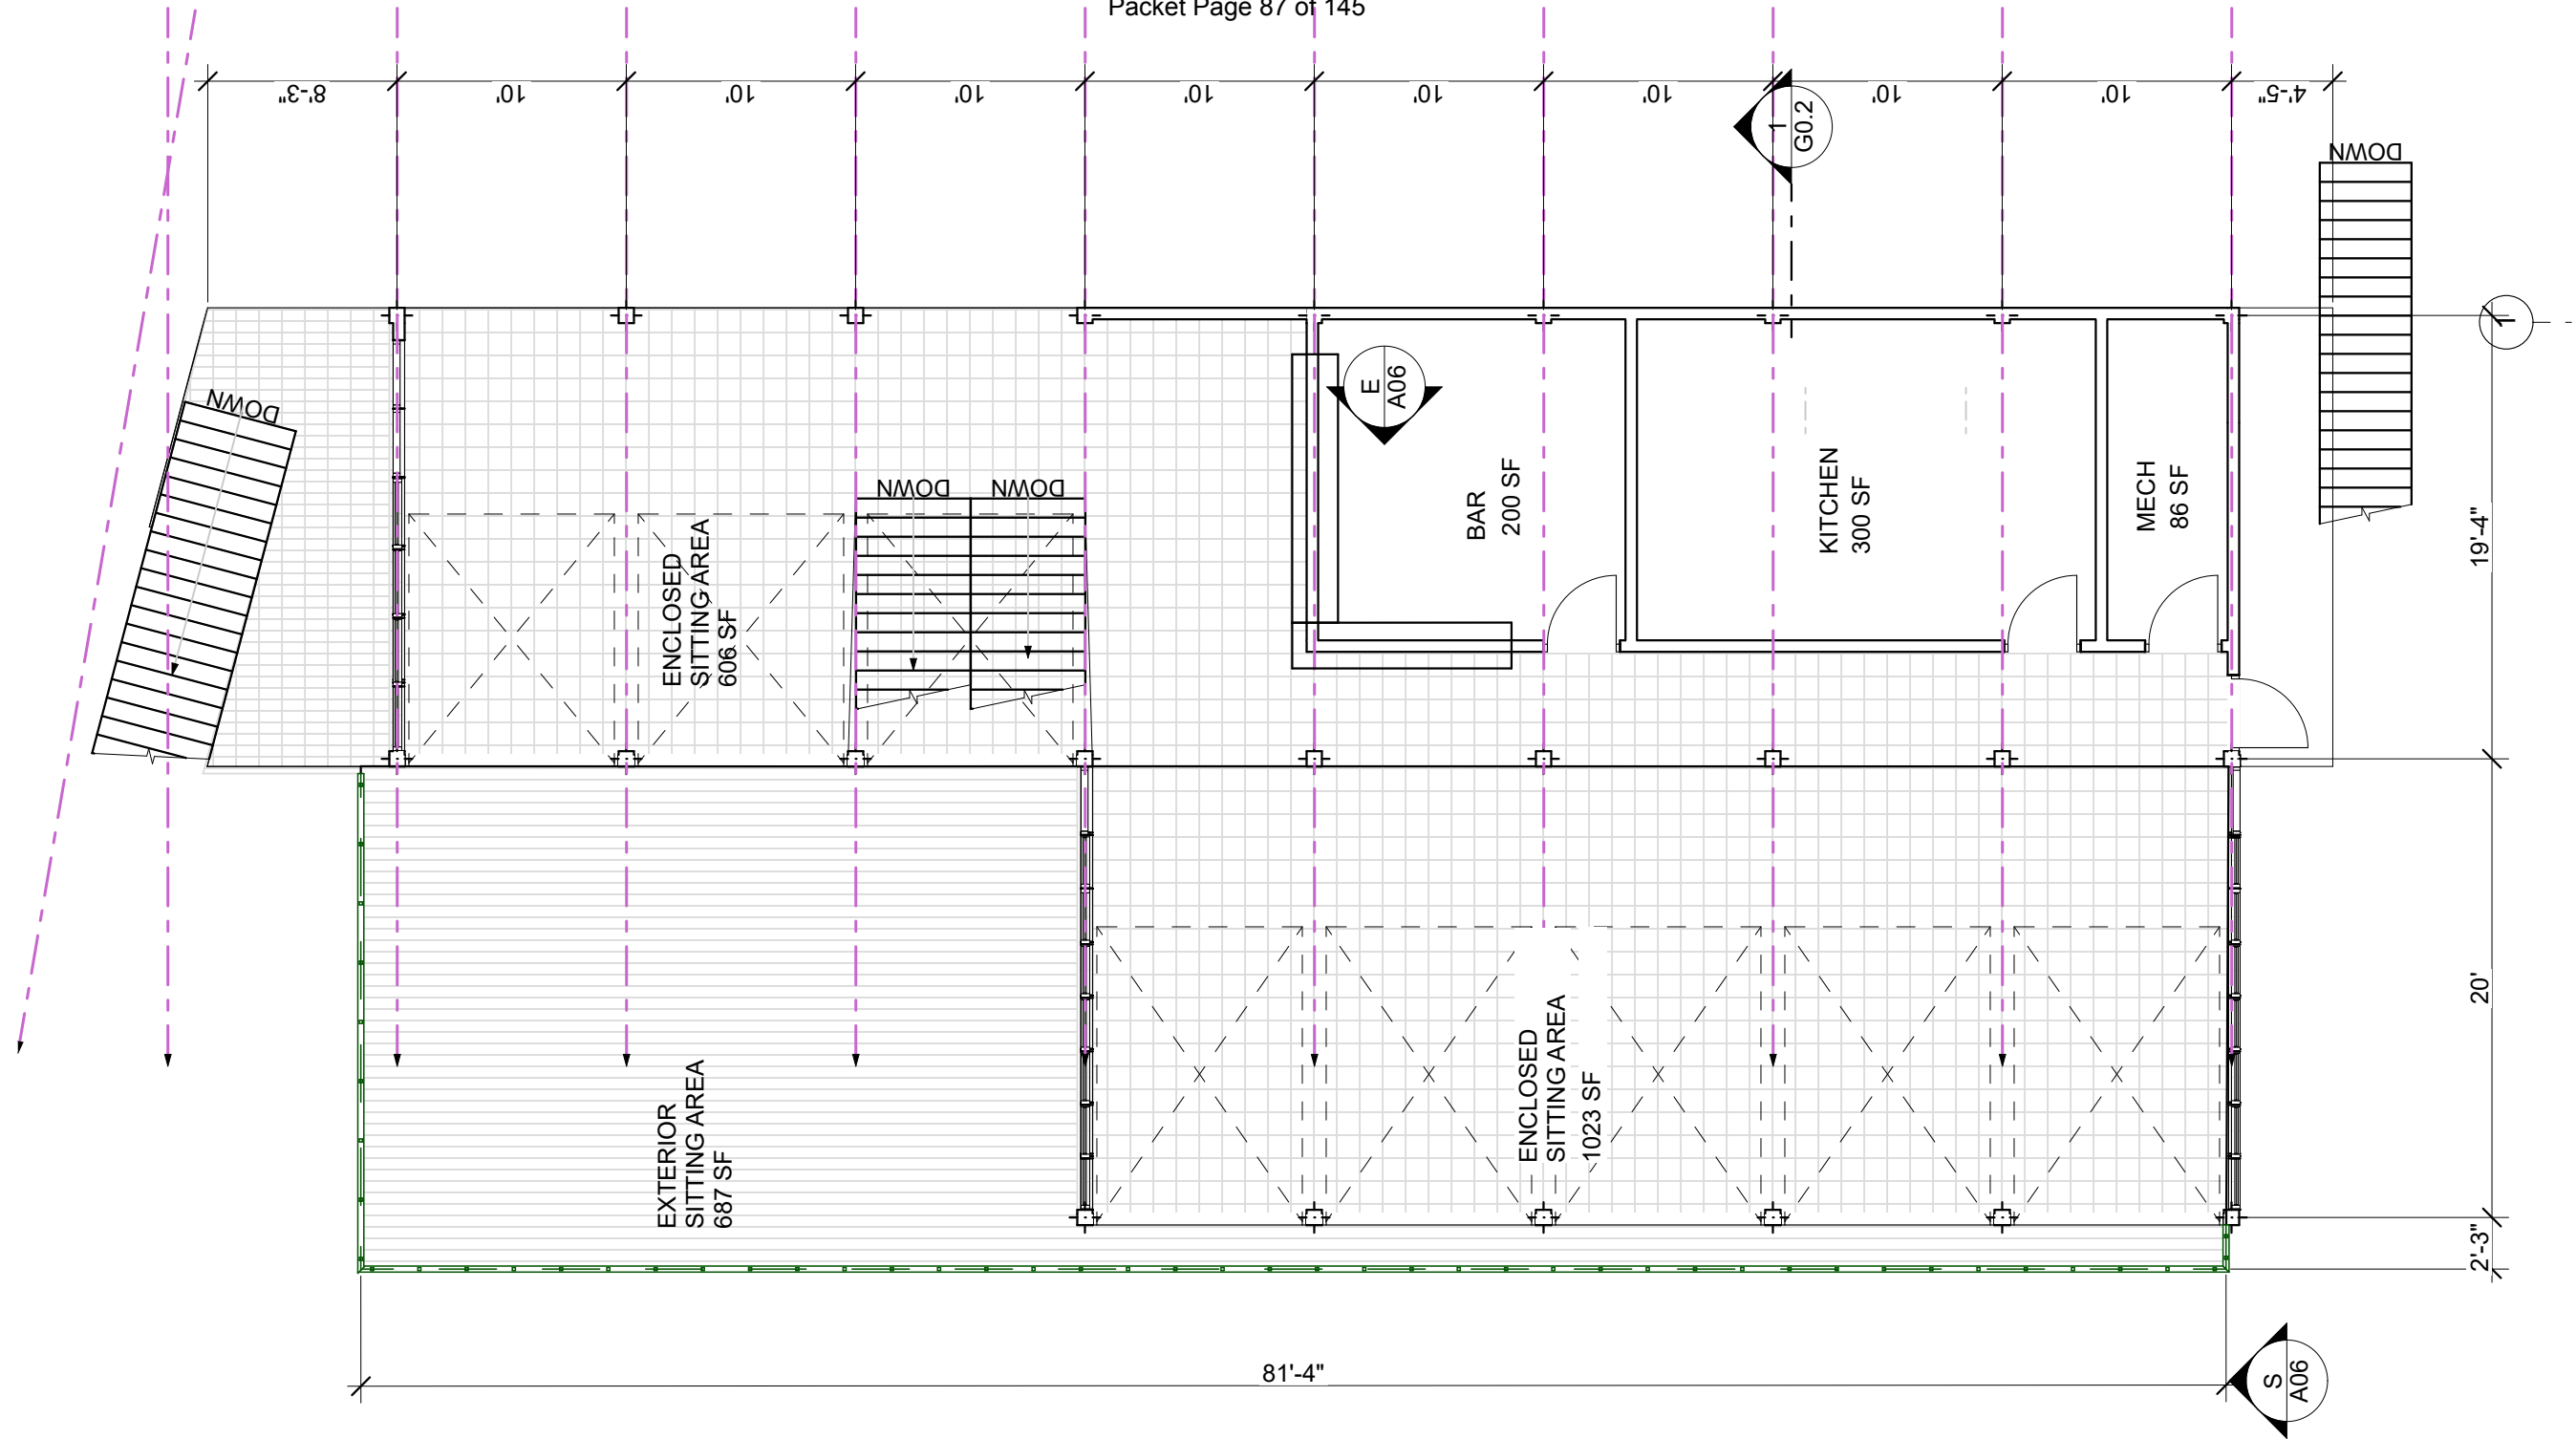 Packet Page 87 of 145
8'-3"
10'
10'
10'
10'
10'
10'
10'
10'
4'-5"
1
G0.2
DOWN
1
DOWN
E
A06
DOWN
DOWN
BAR
200 SF
KITCHEN
300 SF
MECH
86 SF
19'-4"
ENCLOSED
SITTING AREA
606 SF
20'
EXTERIOR
SITTING AREA
687 SF
ENCLOSED
SITTING AREA
1023 SF
2'-3"
81'-4"
S
A06